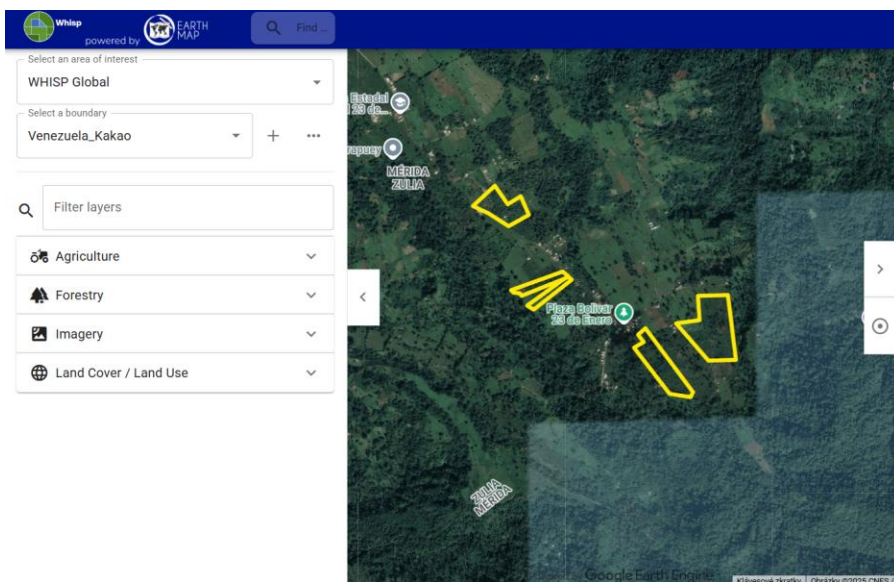 Whisp
powered by
EARTH
MAP
Find ...
Select an area of interest
WHISP Global
Select a boundary
Venezuela_Kakao
Filter layers
Agriculture
Forestry
Imagery
Land Cover / Land Use
Estadal
23 de...
MÉRIDA
ZULIA
Plaza Bolivar
23 de Enero
ZULIA
MÉRIDA
Google Earth Engine
Klávesové zkratky
Obrázky ©2025 CNES